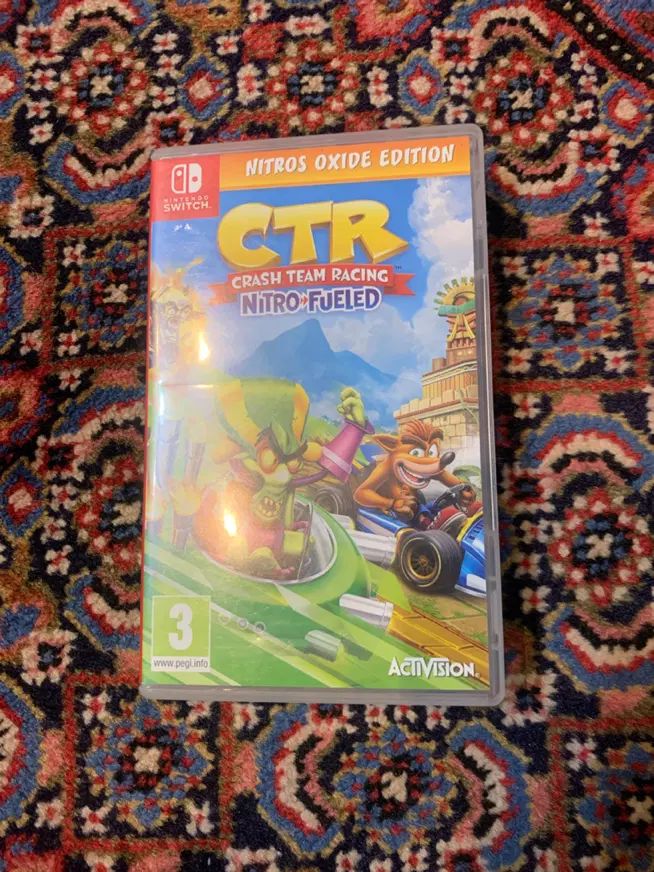 NITROS OXIDE EDITION
NINTENDO
SWITCH
CTR
CRASH TEAM RACING
NITRO FUELED
3
www.pegi.info
ACTIVISION